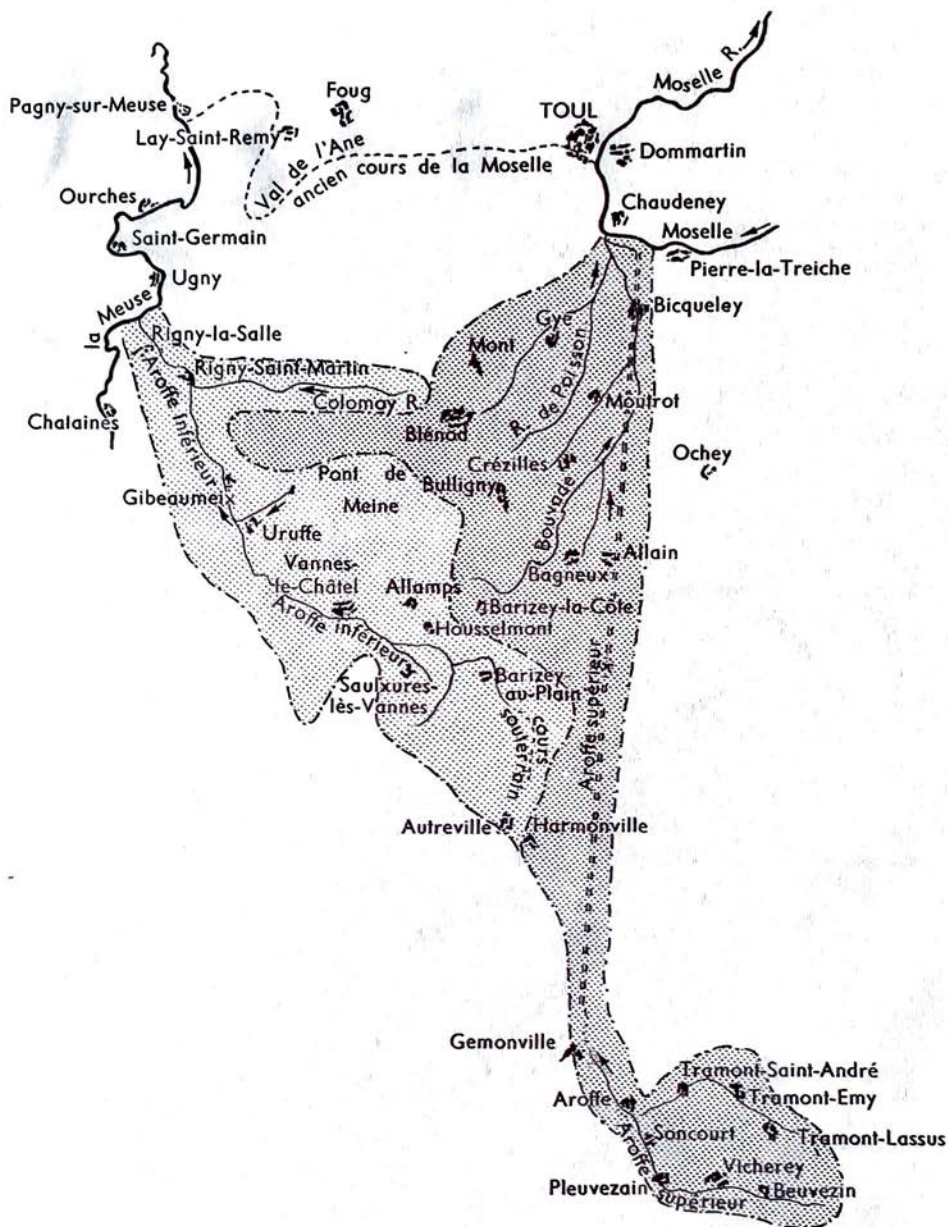 Moselle R.
Pagny-sur-Meuse
Foug
TOUL
Lay-Saint-Remy
Val de l'Ane
ancien cours de la Moselle
Dommartin
Ourches
Chaudeney
Saint-Germain
Moselle
Pierre-la-Treiche
Ugny
la Meuse
Bicqueley
Rigny-la-Salle
Gye
Mont
Rigny-Saint-Martin
R. de Poisson
Colomoy R.
Moutrot
Chalaines
Aroffe inférieur
Blénod
Ochey
Crézilles
Pont de
Meine
Bulligny
Gibeaumeix
Bouvade
Uruffe
Allain
Vannes-
le-Châtel
Bagneux
Allamps
Barizey-la-Côte
Aroffe inférieur
Housselmont
Aroffe supérieur
Barizey
au-Plain
Saulxures-
lès-Vannes
cours
souterrain
Autreville
Harmonville
Gemonville
Tramont-Saint-André
Aroffe
Tramont-Emy
Soncourt
Tramont-Lassus
Vicherey
Pleuvezain
Beuvezin
Aroffe supérieur